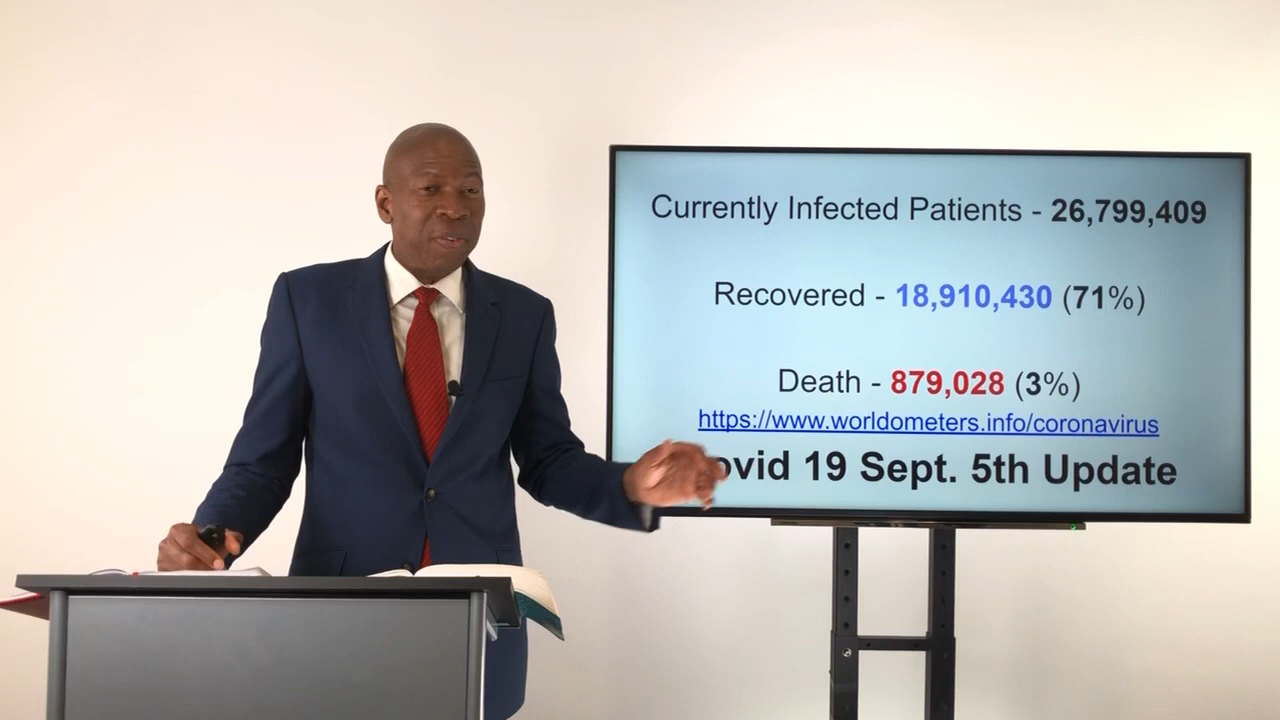 Currently Infected Patients - 26,799,409
Recovered - 18,910,430 (71%)
Death - 879,028 (3%)
https://www.worldometers.info/coronavirus
ovid 19 Sept. 5th Update